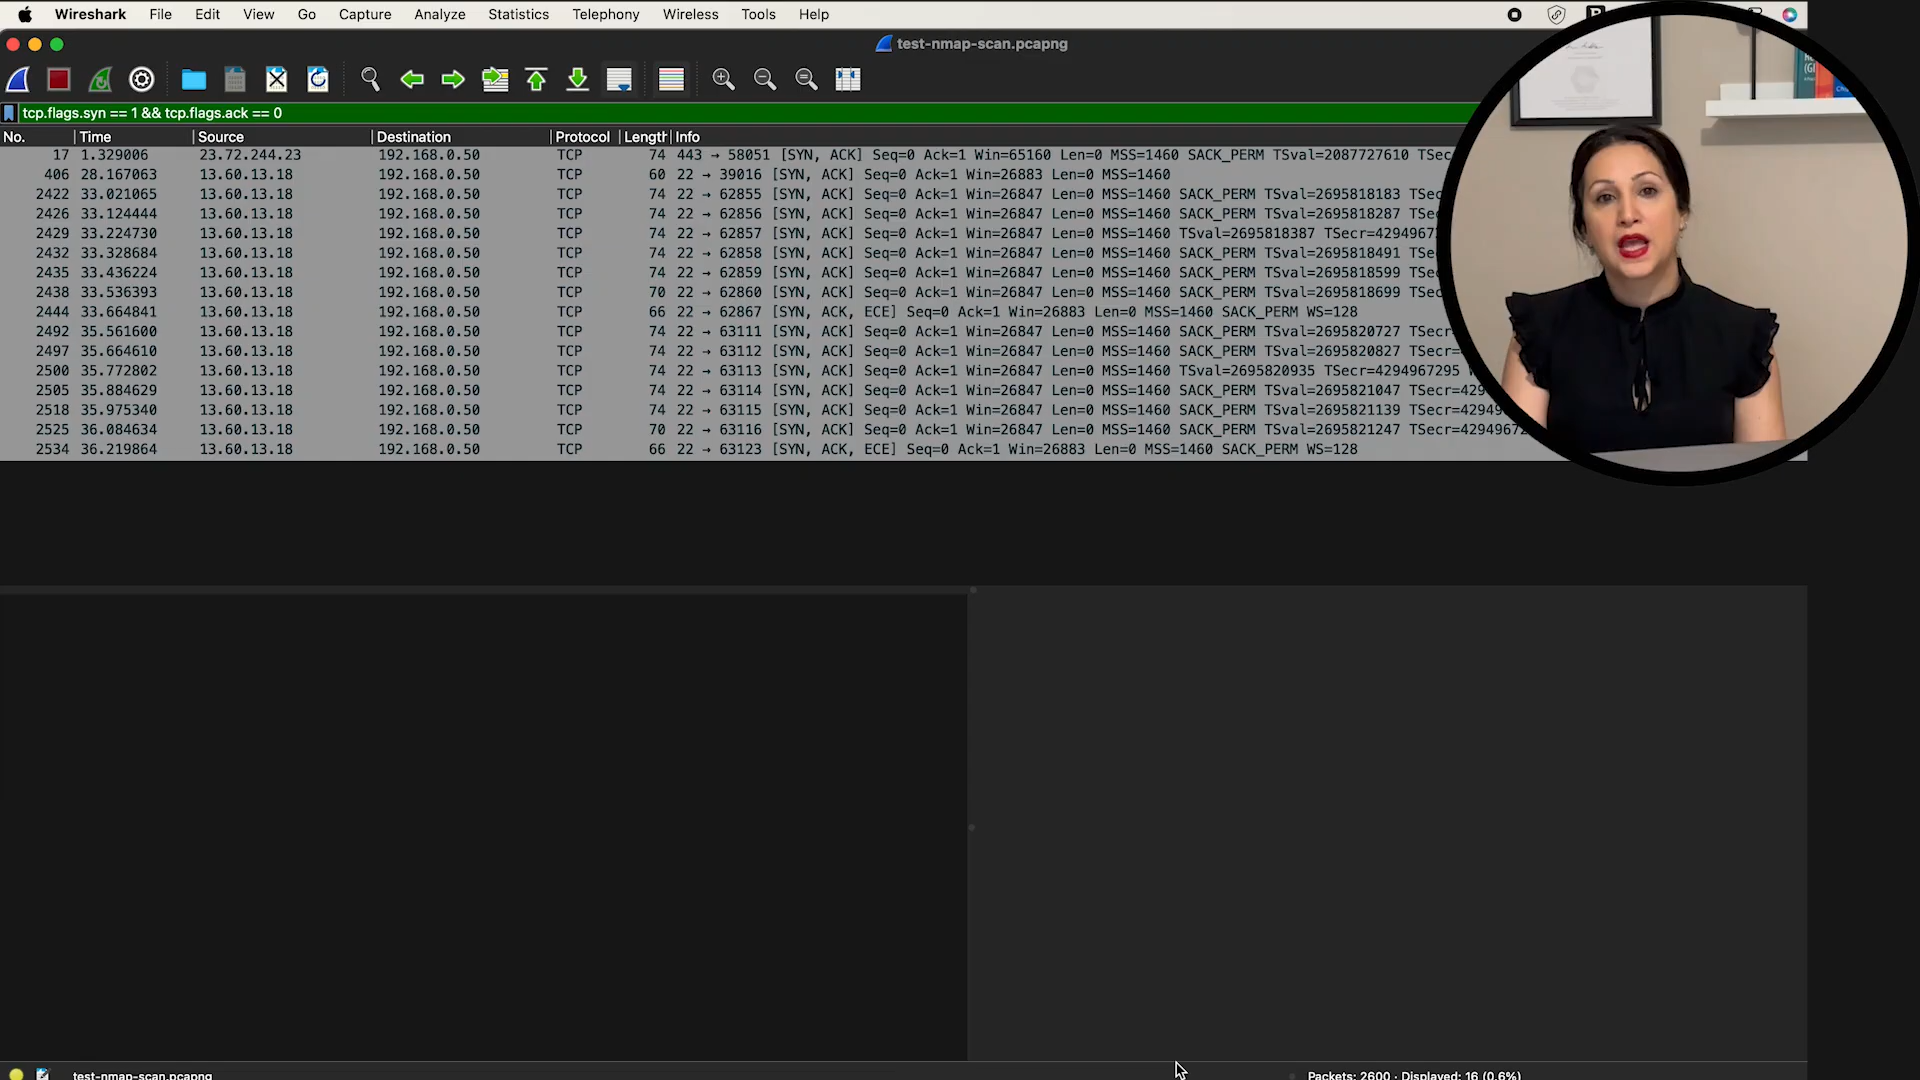 Wireshark File Edit View Go Capture Analyze Statistics Telephony Wireless Tools Help
test-nmap-scan.pcapng
tcp.flags.syn == 1 && tcp.flags.ack == 0
No. Time Source Destination Protocol Length Info
17 1.329006 23.72.244.23 192.168.0.50 TCP 74 443 → 58051 [SYN, ACK] Seq=0 Ack=1 Win=65160 Len=0 MSS=1460 SACK_PERM TSval=2087727610 TSec
406 28.167063 13.60.13.18 192.168.0.50 TCP 60 22 → 39016 [SYN, ACK] Seq=0 Ack=1 Win=26883 Len=0 MSS=1460
2422 33.021065 13.60.13.18 192.168.0.50 TCP 74 22 → 62855 [SYN, ACK] Seq=0 Ack=1 Win=26847 Len=0 MSS=1460 SACK_PERM TSval=2695818183 TSec
2426 33.124444 13.60.13.18 192.168.0.50 TCP 74 22 → 62856 [SYN, ACK] Seq=0 Ack=1 Win=26847 Len=0 MSS=1460 SACK_PERM TSval=2695818287 TSec
2429 33.224730 13.60.13.18 192.168.0.50 TCP 74 22 → 62857 [SYN, ACK] Seq=0 Ack=1 Win=26847 Len=0 MSS=1460 TSval=2695818387 TSecr=4294967
2432 33.328684 13.60.13.18 192.168.0.50 TCP 74 22 → 62858 [SYN, ACK] Seq=0 Ack=1 Win=26847 Len=0 MSS=1460 SACK_PERM TSval=2695818491 TSec
2435 33.436224 13.60.13.18 192.168.0.50 TCP 74 22 → 62859 [SYN, ACK] Seq=0 Ack=1 Win=26847 Len=0 MSS=1460 SACK_PERM TSval=2695818599 TSec
2438 33.536393 13.60.13.18 192.168.0.50 TCP 70 22 → 62860 [SYN, ACK] Seq=0 Ack=1 Win=26847 Len=0 MSS=1460 SACK_PERM TSval=2695818699 TSec
2444 33.664841 13.60.13.18 192.168.0.50 TCP 66 22 → 62867 [SYN, ACK, ECE] Seq=0 Ack=1 Win=26883 Len=0 MSS=1460 SACK_PERM WS=128
2492 35.561600 13.60.13.18 192.168.0.50 TCP 74 22 → 63111 [SYN, ACK] Seq=0 Ack=1 Win=26847 Len=0 MSS=1460 SACK_PERM TSval=2695820727 TSecr
2497 35.664610 13.60.13.18 192.168.0.50 TCP 74 22 → 63112 [SYN, ACK] Seq=0 Ack=1 Win=26847 Len=0 MSS=1460 SACK_PERM TSval=2695820827 TSecr=
2500 35.772802 13.60.13.18 192.168.0.50 TCP 74 22 → 63113 [SYN, ACK] Seq=0 Ack=1 Win=26847 Len=0 MSS=1460 TSval=2695820935 TSecr=4294967295
2505 35.884629 13.60.13.18 192.168.0.50 TCP 74 22 → 63114 [SYN, ACK] Seq=0 Ack=1 Win=26847 Len=0 MSS=1460 SACK_PERM TSval=2695821047 TSecr=429
2518 35.975340 13.60.13.18 192.168.0.50 TCP 74 22 → 63115 [SYN, ACK] Seq=0 Ack=1 Win=26847 Len=0 MSS=1460 SACK_PERM TSval=2695821139 TSecr=4294
2525 36.084634 13.60.13.18 192.168.0.50 TCP 70 22 → 63116 [SYN, ACK] Seq=0 Ack=1 Win=26847 Len=0 MSS=1460 SACK_PERM TSval=2695821247 TSecr=4294967
2534 36.219864 13.60.13.18 192.168.0.50 TCP 66 22 → 63123 [SYN, ACK, ECE] Seq=0 Ack=1 Win=26883 Len=0 MSS=1460 SACK_PERM WS=128
test-nmap-scan.pcapng
Packets: 2600 · Displayed: 16 (0.6%)